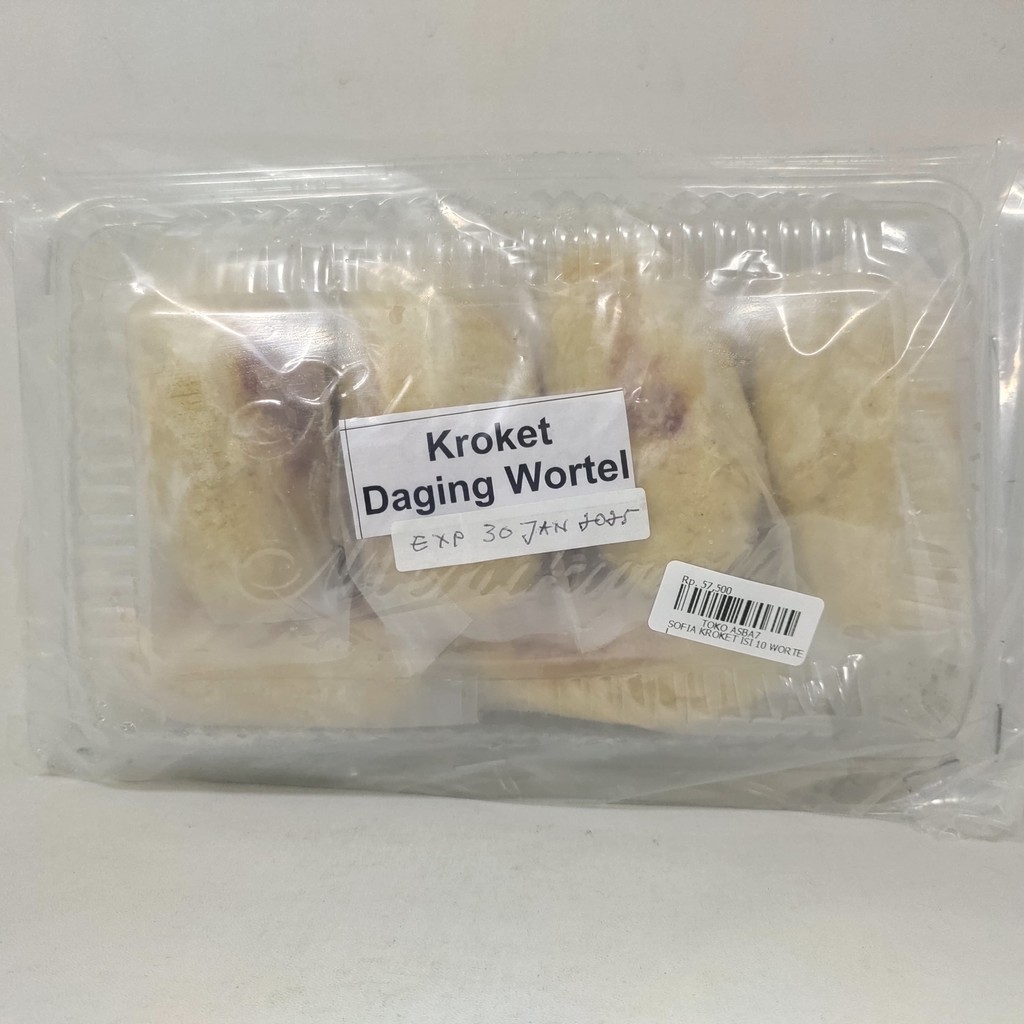 Kroket
Daging Wortel
EXP 30 JAN 2025
Rp. 57,500
TOKO ASBA7
SOFIA KROKET ISI 10 WORTE